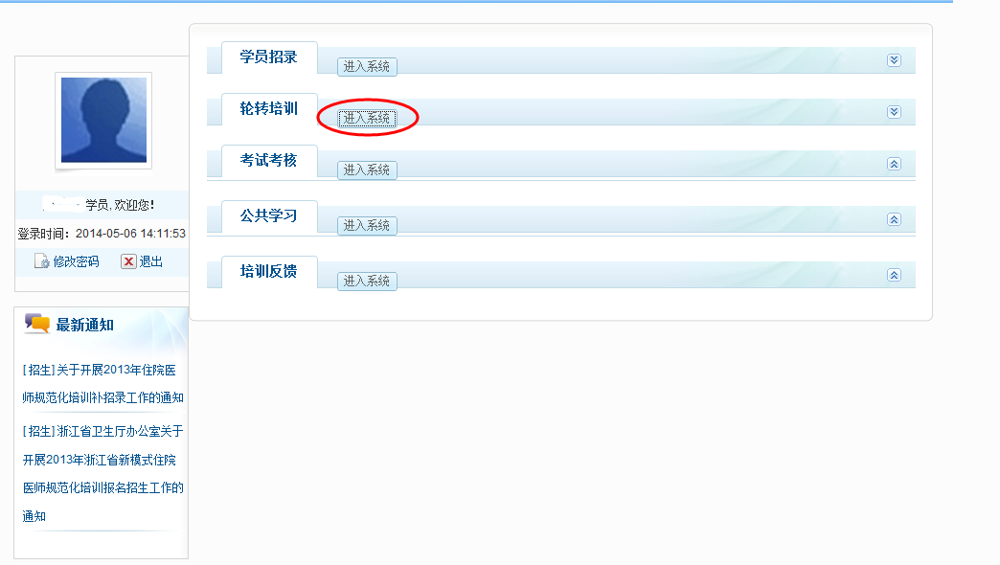 学员招录
进入系统
轮转培训
进入系统
考试考核
进入系统
公共学习
进入系统
培训反馈
进入系统
学员,欢迎您!
登录时间：2014-05-06 14:11:53
修改密码 退出
最新通知
[招生]关于开展2013年住院医
师规范化培训补招录工作的通知
[招生]浙江省卫生厅办公室关于
开展2013年浙江省新模式住院
医师规范化培训报名招生工作的
通知